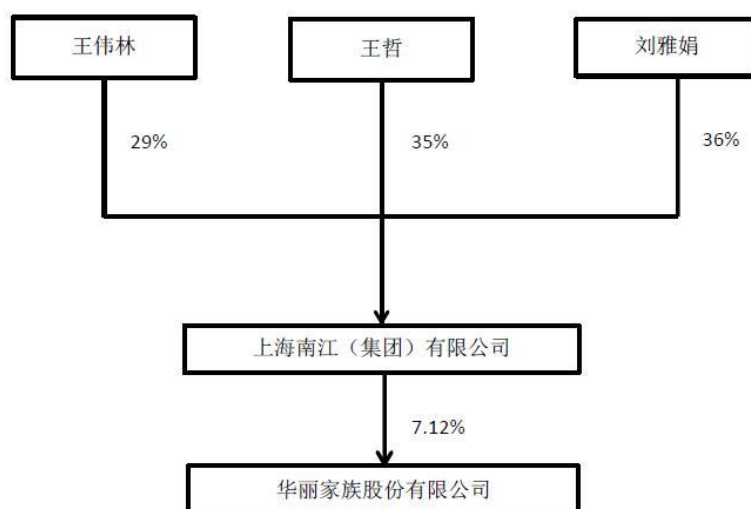 王伟林
王哲
刘雅娟
29%
35%
36%
上海南江（集团）有限公司
7.12%
华丽家族股份有限公司